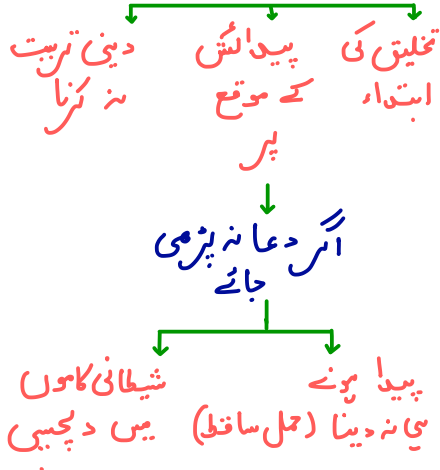 تخلیق کی
ابتداء
پیدائش
کے موقع
پر
دینی تربیت
نہ کرنا
اگر دعا نہ پڑھی
جائے
پیدا ہونے
ہی نہ دینا (حمل ساقط)
شیطانی کاموں
میں دلچسپی